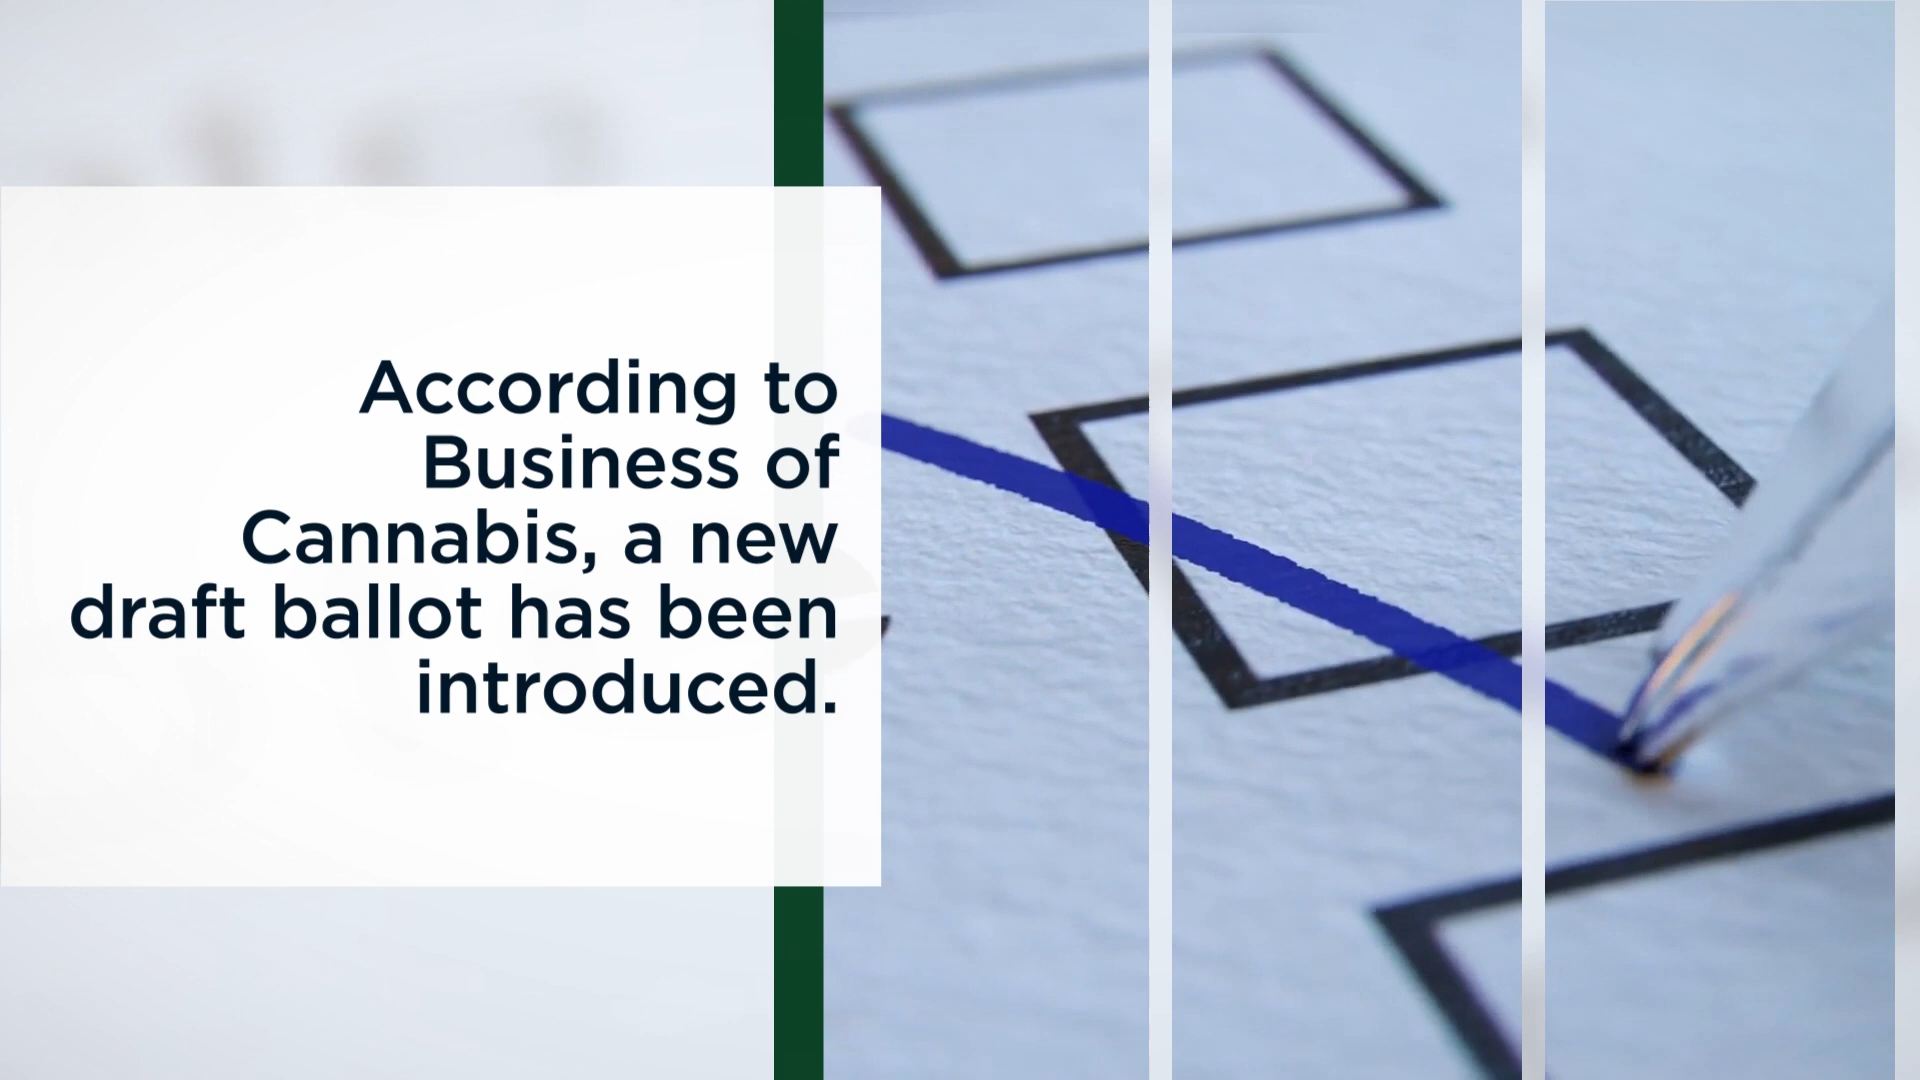 According to
Business of
Cannabis, a new
draft ballot has been
introduced.